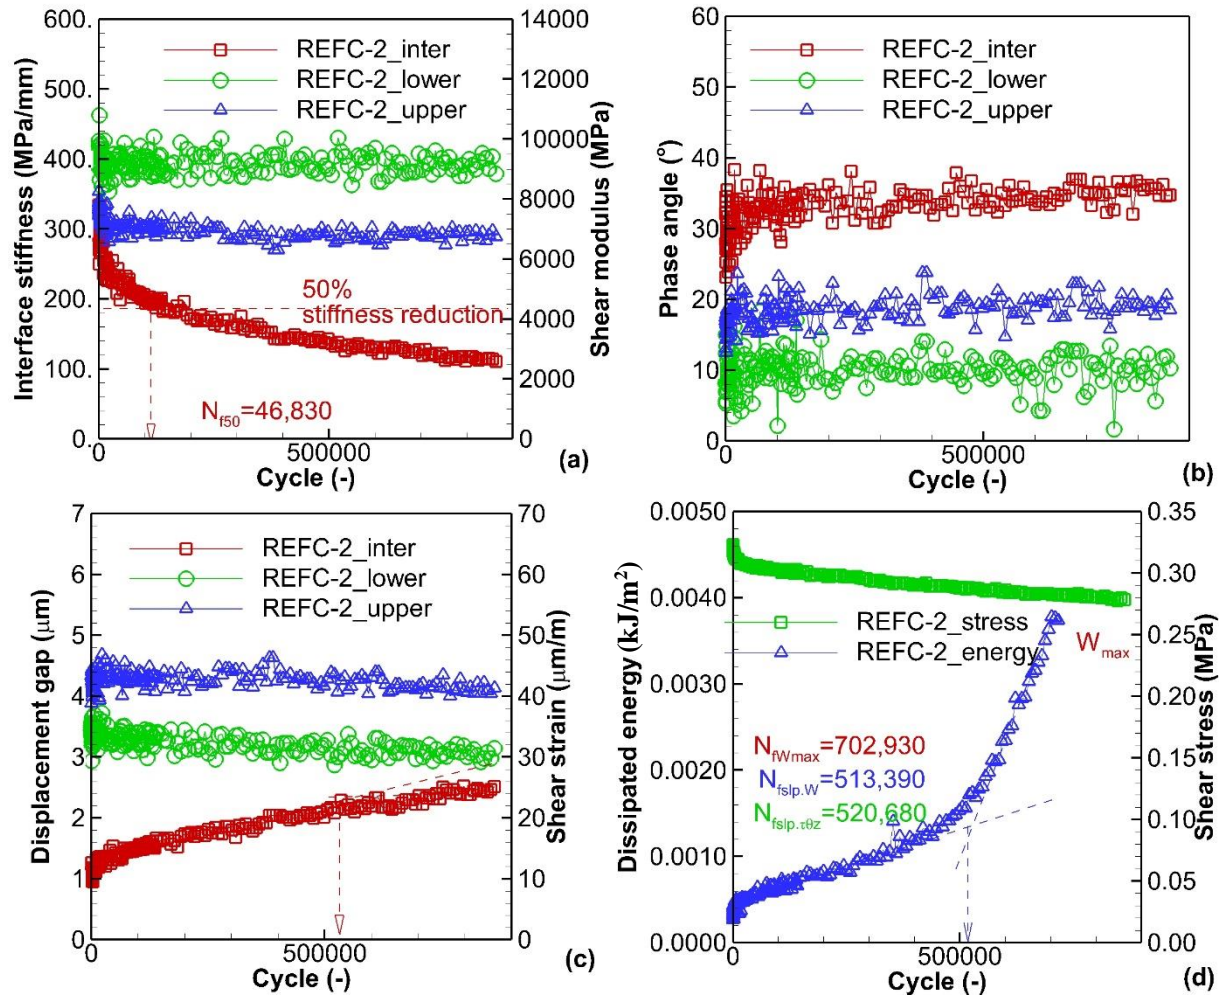 600.
500.
400.
300.
200.
100.
0.
Interface stiffness (MPa/mm)
REFC-2_inter
REFC-2_lower
REFC-2_upper
50%
stiffness reduction
N_f50=46,830
14000
12000
10000
8000
6000
4000
2000
0
Shear modulus (MPa)
0
500000
Cycle (-)
(a)
60
50
40
30
20
10
0
Phase angle (°)
REFC-2_inter
REFC-2_lower
REFC-2_upper
0
500000
Cycle (-)
(b)
7
6
5
4
3
2
1
0
Displacement gap (μm)
REFC-2_inter
REFC-2_lower
REFC-2_upper
70
60
50
40
30
20
10
0
Shear strain (μm/m)
0
500000
Cycle (-)
(c)
0.0050
0.0040
0.0030
0.0020
0.0010
0.0000
Dissipated energy (kJ/m²)
REFC-2_stress
REFC-2_energy
W_max
N_fWmax=702,930
N_fslp.W=513,390
N_fslp.τθz=520,680
0.35
0.30
0.25
0.20
0.15
0.10
0.05
0.00
Shear stress (MPa)
0
500000
Cycle (-)
(d)